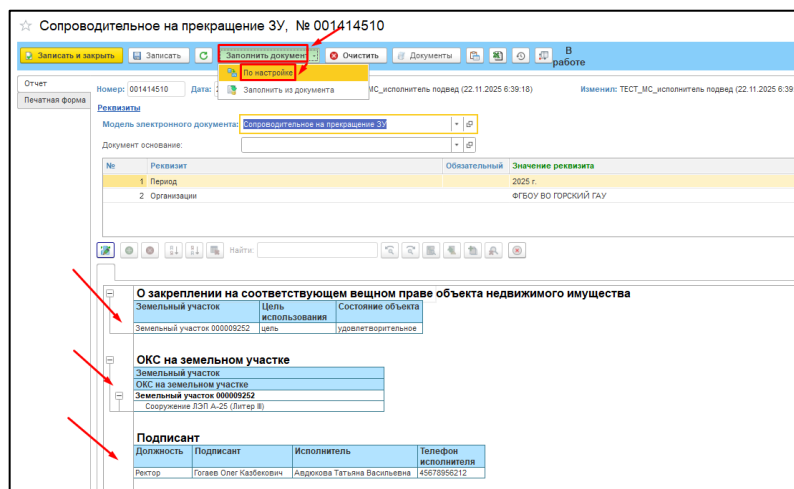 Сопроводительное на прекращение ЗУ, № 001414510
Записать и закрыть Записать Заполнить документ Очистить Документы В работе
По настройке
Заполнить из документа
Отчет
Печатная форма
Номер: 001414510 Дата: МС_исполнитель подвед (22.11.2025 6:39:18) Изменил: ТЕСТ_МС_исполнитель подвед (22.11.2025 6:39
Реквизиты
Модель электронного документа: Сопроводительное на прекращение ЗУ
Документ основание:
№ Реквизит Обязательный Значение реквизита
1 Период 2025 г.
2 Организации ФГБОУ ВО ГОРСКИЙ ГАУ
Найти:
О закреплении на соответствующем вещном праве объекта недвижимого имущества
Земельный участок Цель использования Состояние объекта
Земельный участок 000009252 цель удовлетворительное
ОКС на земельном участке
Земельный участок
ОКС на земельном участке
Земельный участок 000009252
Сооружение ЛЭП А-25 (Литер III)
Подписант
Должность Подписант Исполнитель Телефон исполнителя
Ректор Гогаев Олег Казбекович Авдюкова Татьяна Васильевна 45678956212